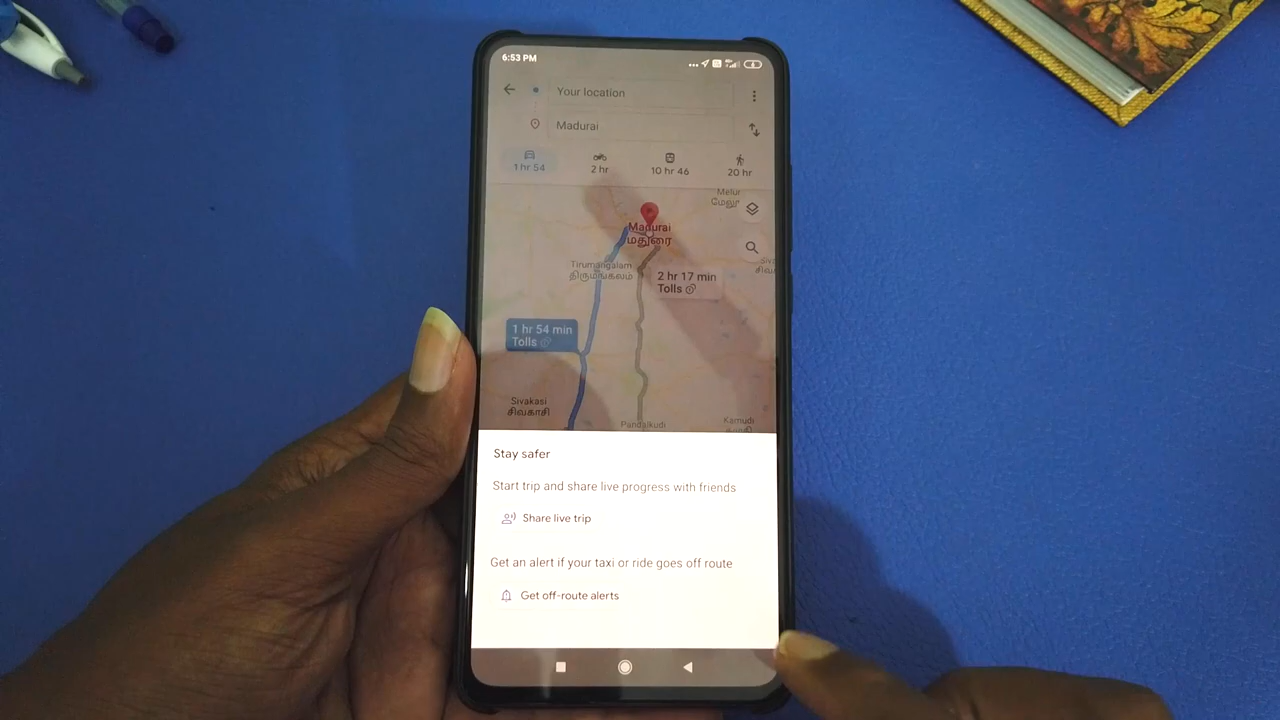 6:53 PM
Your location
Madurai
1 hr 54
2 hr
10 hr 46
20 hr
Melur
மேலூர்
Madurai
மதுரை
Tirumangalam
திருமங்கலம்
2 hr 17 min
Tolls
1 hr 54 min
Tolls
Sivakasi
சிவகாசி
Pandalkudi
Kamudi
Stay safer
Start trip and share live progress with friends
Share live trip
Get an alert if your taxi or ride goes off route
Get off-route alerts